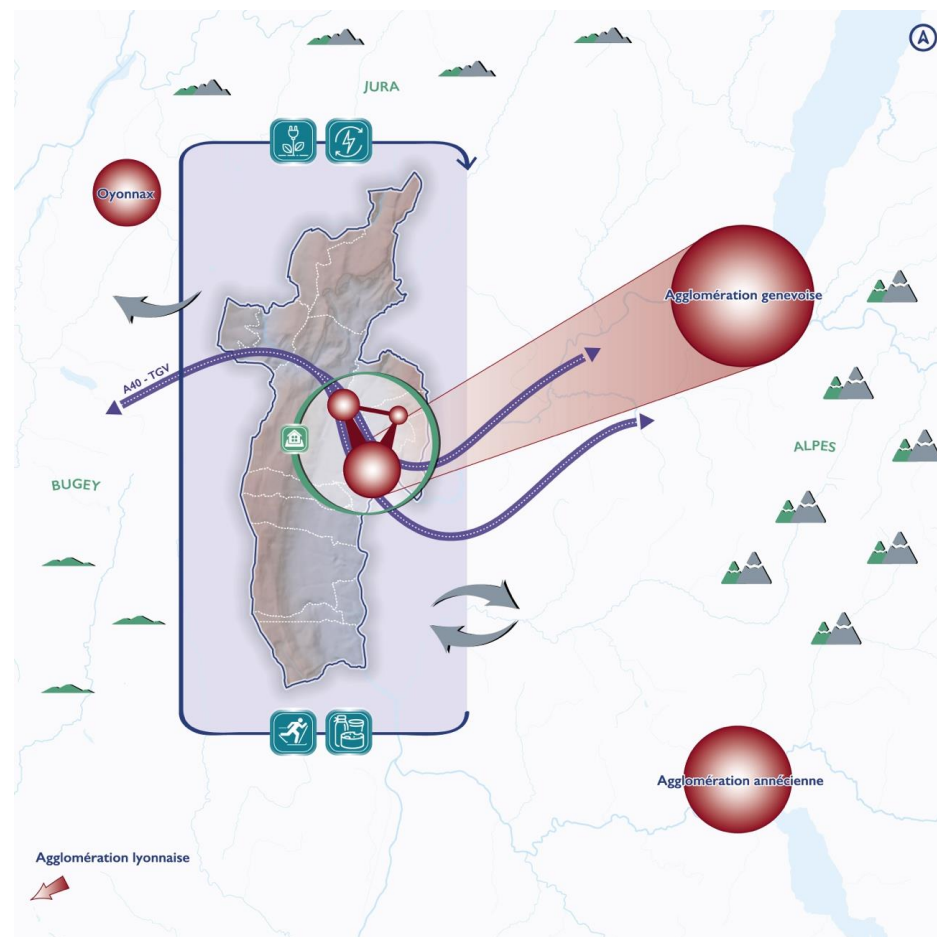 A
JURA
Oyonnax
Agglomération genevoise
A40 - TGV
ALPES
BUGEY
Agglomération annécienne
Agglomération lyonnaise